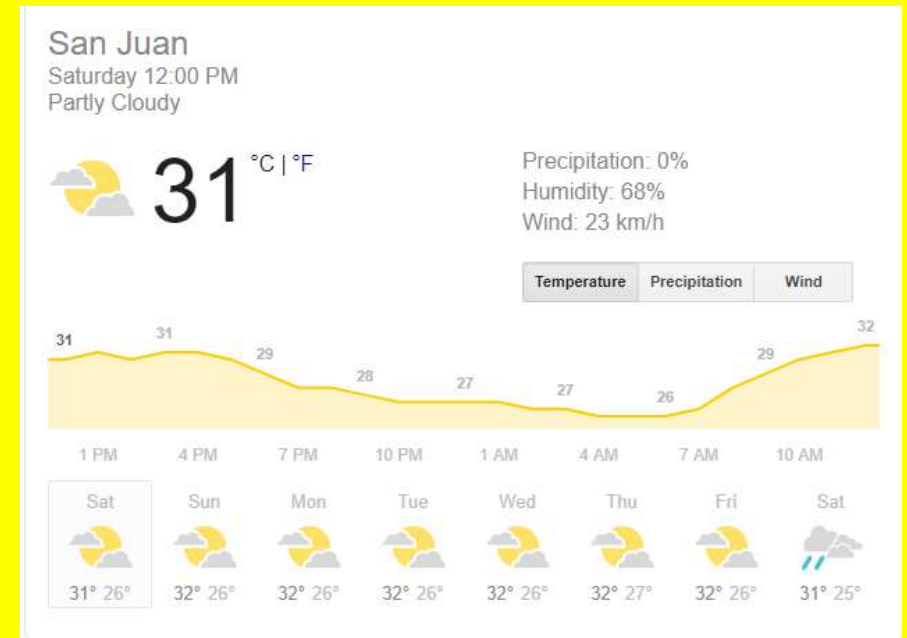 San Juan
Saturday 12:00 PM
Partly Cloudy
31 °C | °F
Precipitation: 0%
Humidity: 68%
Wind: 23 km/h
Temperature Precipitation Wind
31 31 29 28 27 27 26 29 32
1 PM 4 PM 7 PM 10 PM 1 AM 4 AM 7 AM 10 AM
Sat Sun Mon Tue Wed Thu Fri Sat
31° 26° 32° 26° 32° 26° 32° 26° 32° 26° 32° 27° 32° 26° 31° 25°